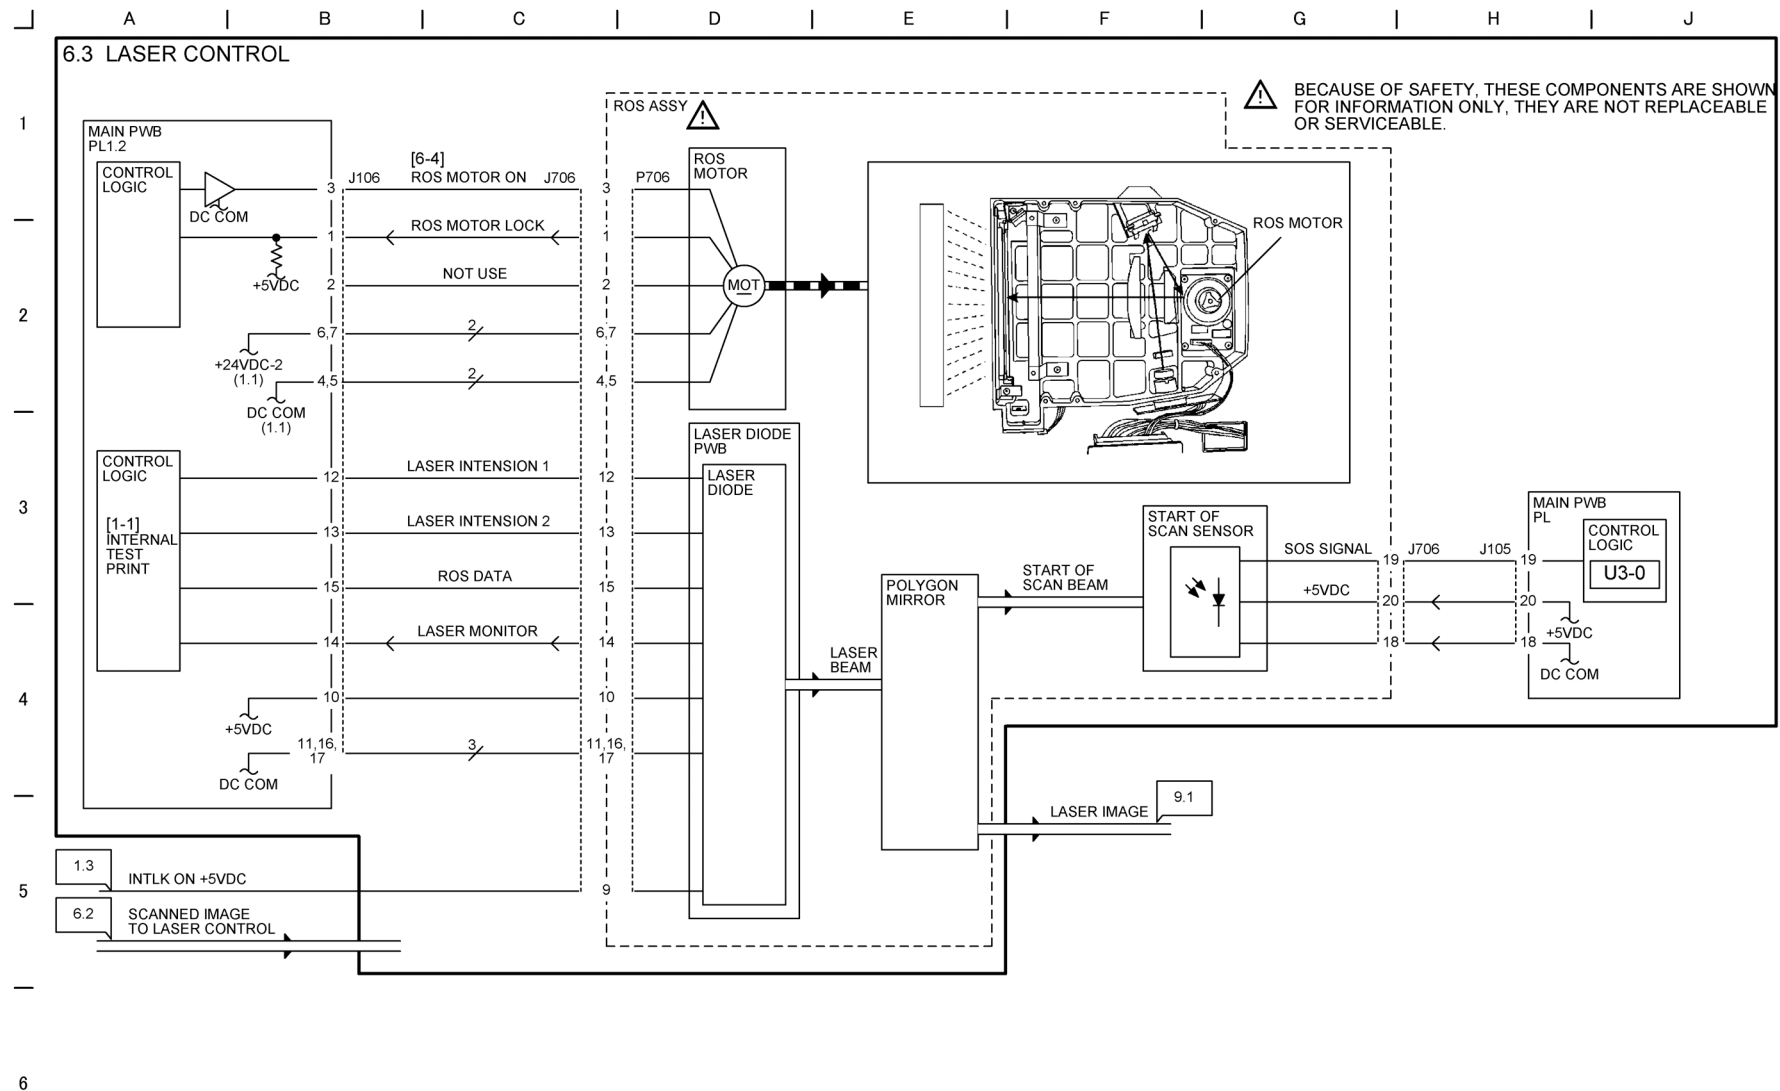 A B C D E F G H J
6.3 LASER CONTROL
BECAUSE OF SAFETY, THESE COMPONENTS ARE SHOWN
FOR INFORMATION ONLY, THEY ARE NOT REPLACEABLE
OR SERVICEABLE.
ROS ASSY
1
MAIN PWB
PL1.2
CONTROL
LOGIC
DC COM
[6-4]
3 J106 ROS MOTOR ON J706 3 P706
ROS
MOTOR
1 ROS MOTOR LOCK 1
+5VDC
2 NOT USE 2
MOT
ROS MOTOR
2
6,7 2 6,7
+24VDC-2
(1.1)
4,5 2 4,5
DC COM
(1.1)
LASER DIODE
PWB
LASER
DIODE
CONTROL
LOGIC
12 LASER INTENSION 1 12
3
[1-1]
INTERNAL
TEST
PRINT
13 LASER INTENSION 2 13
15 ROS DATA 15
14 LASER MONITOR 14
START OF
SCAN SENSOR
SOS SIGNAL 19 J706 J105 19
+5VDC 20 20
18 18
MAIN PWB
PL
CONTROL
LOGIC
U3-0
+5VDC
DC COM
POLYGON
MIRROR
START OF
SCAN BEAM
LASER
BEAM
4
10 10
+5VDC
11,16,
17
3
11,16,
17
DC COM
LASER IMAGE
9.1
5
1.3
INTLK ON +5VDC
9
6.2
SCANNED IMAGE
TO LASER CONTROL
6